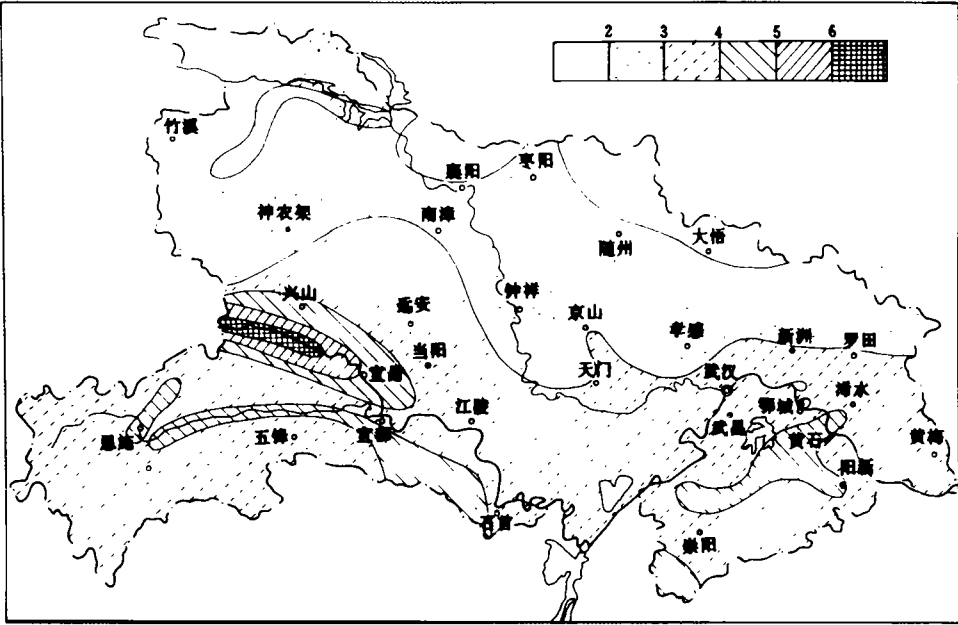 2 3 4 5 6
竹溪
襄阳
枣阳
神农架
南漳
随州
大悟
兴山
远安
钟祥
京山
孝感
新洲
罗田
当阳
宜昌
天门
武汉
浠水
恩施
五锋
宜都
江陵
武昌
鄂城
黄石
黄梅
阳新
石首
崇阳